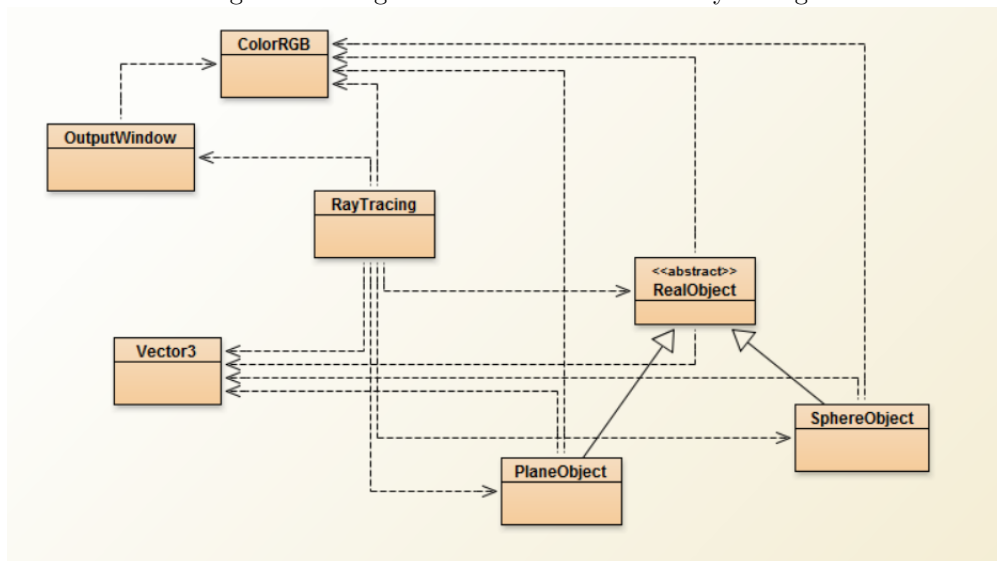 ColorRGB
OutputWindow
RayTracing
<<abstract>>
RealObject
Vector3
SphereObject
PlaneObject